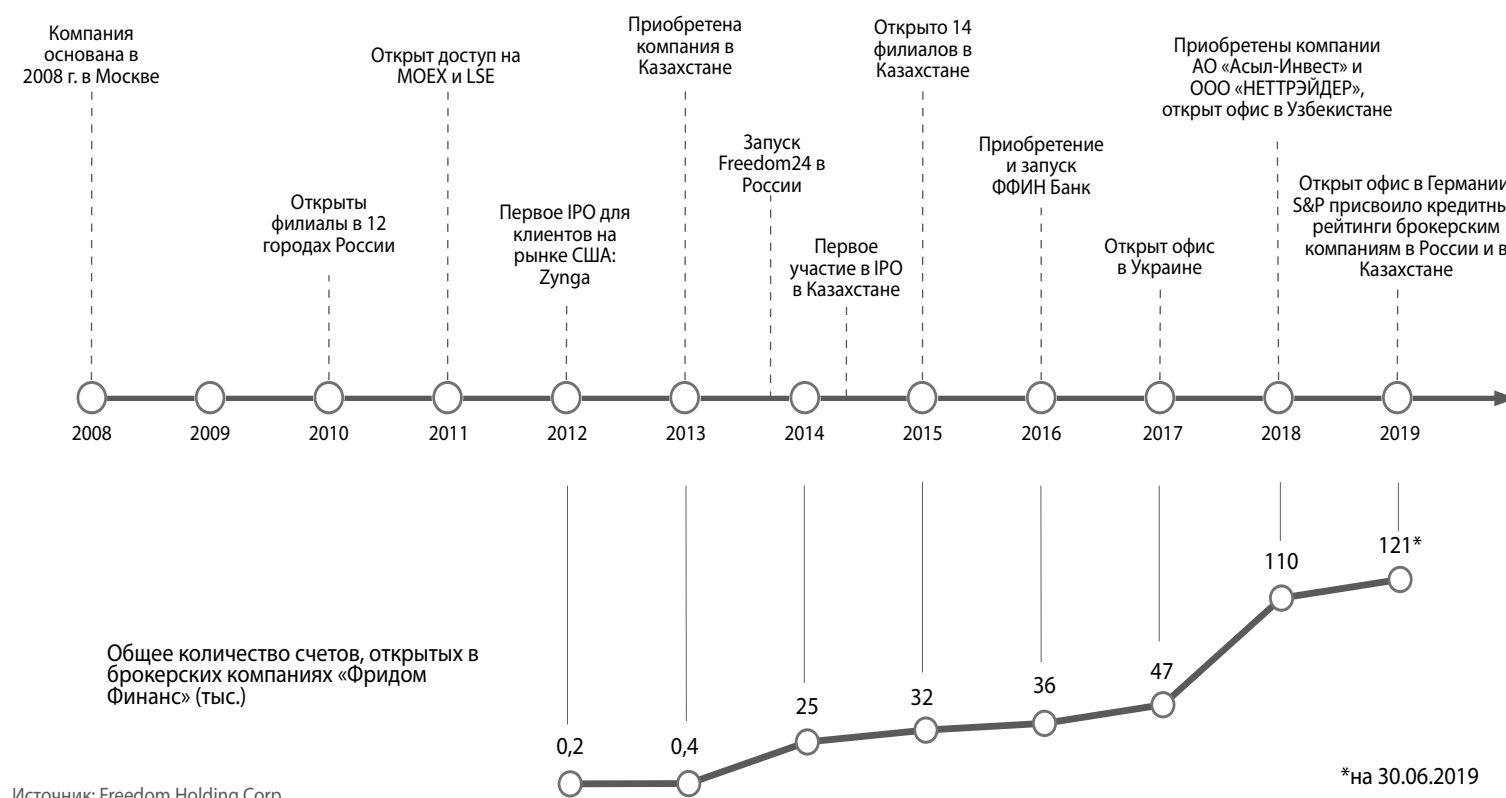 Компания
основана в
2008 г. в Москве
Открыты
филиалы в 12
городах России
Открыт доступ на
MOEX и LSE
Первое IPO для
клиентов на
рынке США:
Zynga
Приобретена
компания в
Казахстане
Запуск
Freedom24 в
России
Первое
участие в IPO
в Казахстане
Открыто 14
филиалов в
Казахстане
Приобретение
и запуск
ФФИН Банк
Открыт офис
в Украине
Приобретены компании
АО «Асыл-Инвест» и
ООО «НЕТТРЭЙДЕР»,
открыт офис в Узбекистане
Открыт офис в Германии
S&P присвоило кредитны
рейтинги брокерским
компаниям в России и в
Казахстане
2008
2009
2010
2011
2012
2013
2014
2015
2016
2017
2018
2019
Общее количество счетов, открытых в
брокерских компаниях «Фридом
Финанс» (тыс.)
0,2
0,4
25
32
36
47
110
121*
*на 30.06.2019
Источник: Freedom Holding Corp